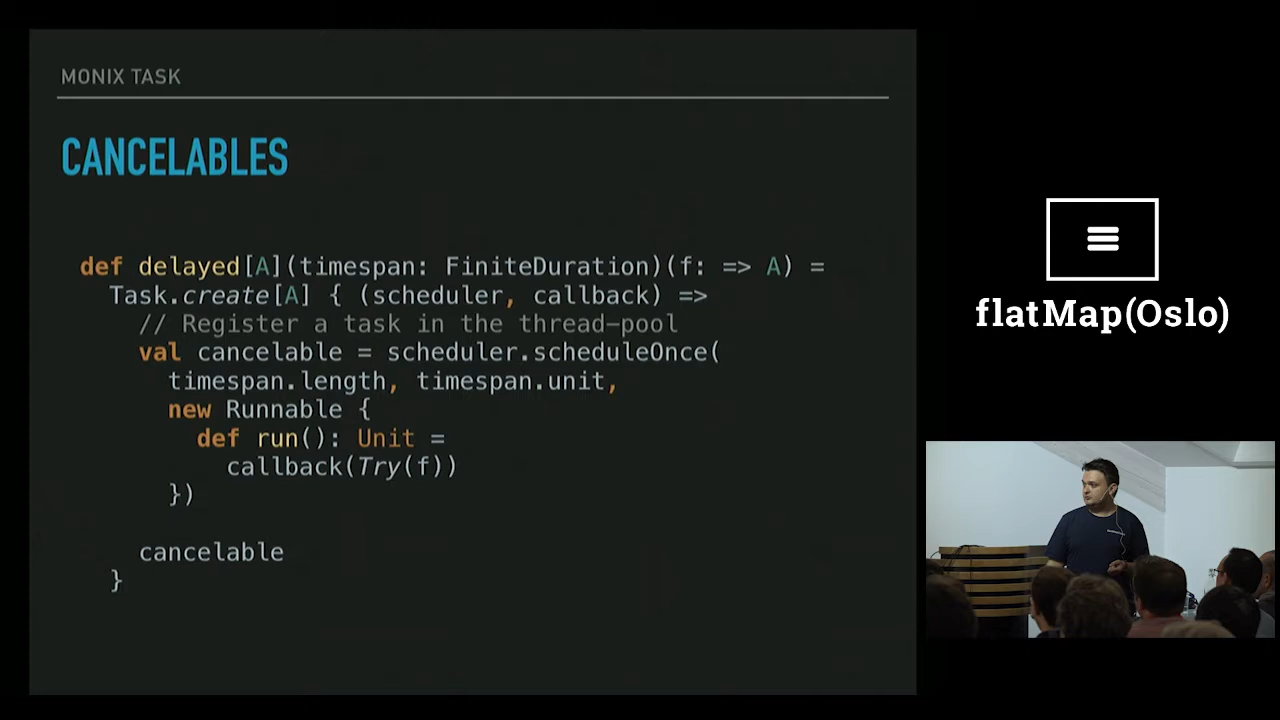 MONIX TASK
CANCELABLES
def delayed[A](timespan: FiniteDuration)(f: => A) =
Task.create[A] { (scheduler, callback) =>
// Register a task in the thread-pool
val cancelable = scheduler.scheduleOnce(
timespan.length, timespan.unit,
new Runnable {
def run(): Unit =
callback(Try(f))
})
cancelable
}
flatMap(Oslo)